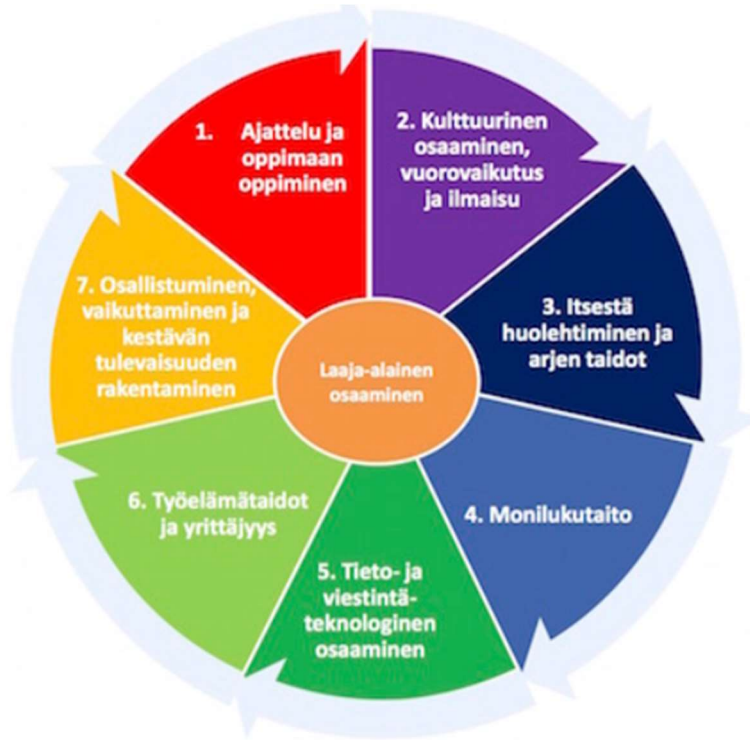 1. Ajattelu ja
oppimaan
oppiminen
2. Kulttuurinen
osaaminen,
vuorovaikutus
ja ilmaisu
3. Itsestä
huolehtiminen ja
arjen taidot
4. Monilukutaito
5. Tieto- ja
viestintä-
teknologinen
osaaminen
6. Työelämätaidot
ja yrittäjyys
7. Osallistuminen,
vaikuttaminen ja
kestävän
tulevaisuuden
rakentaminen
Laaja-alainen
osaaminen